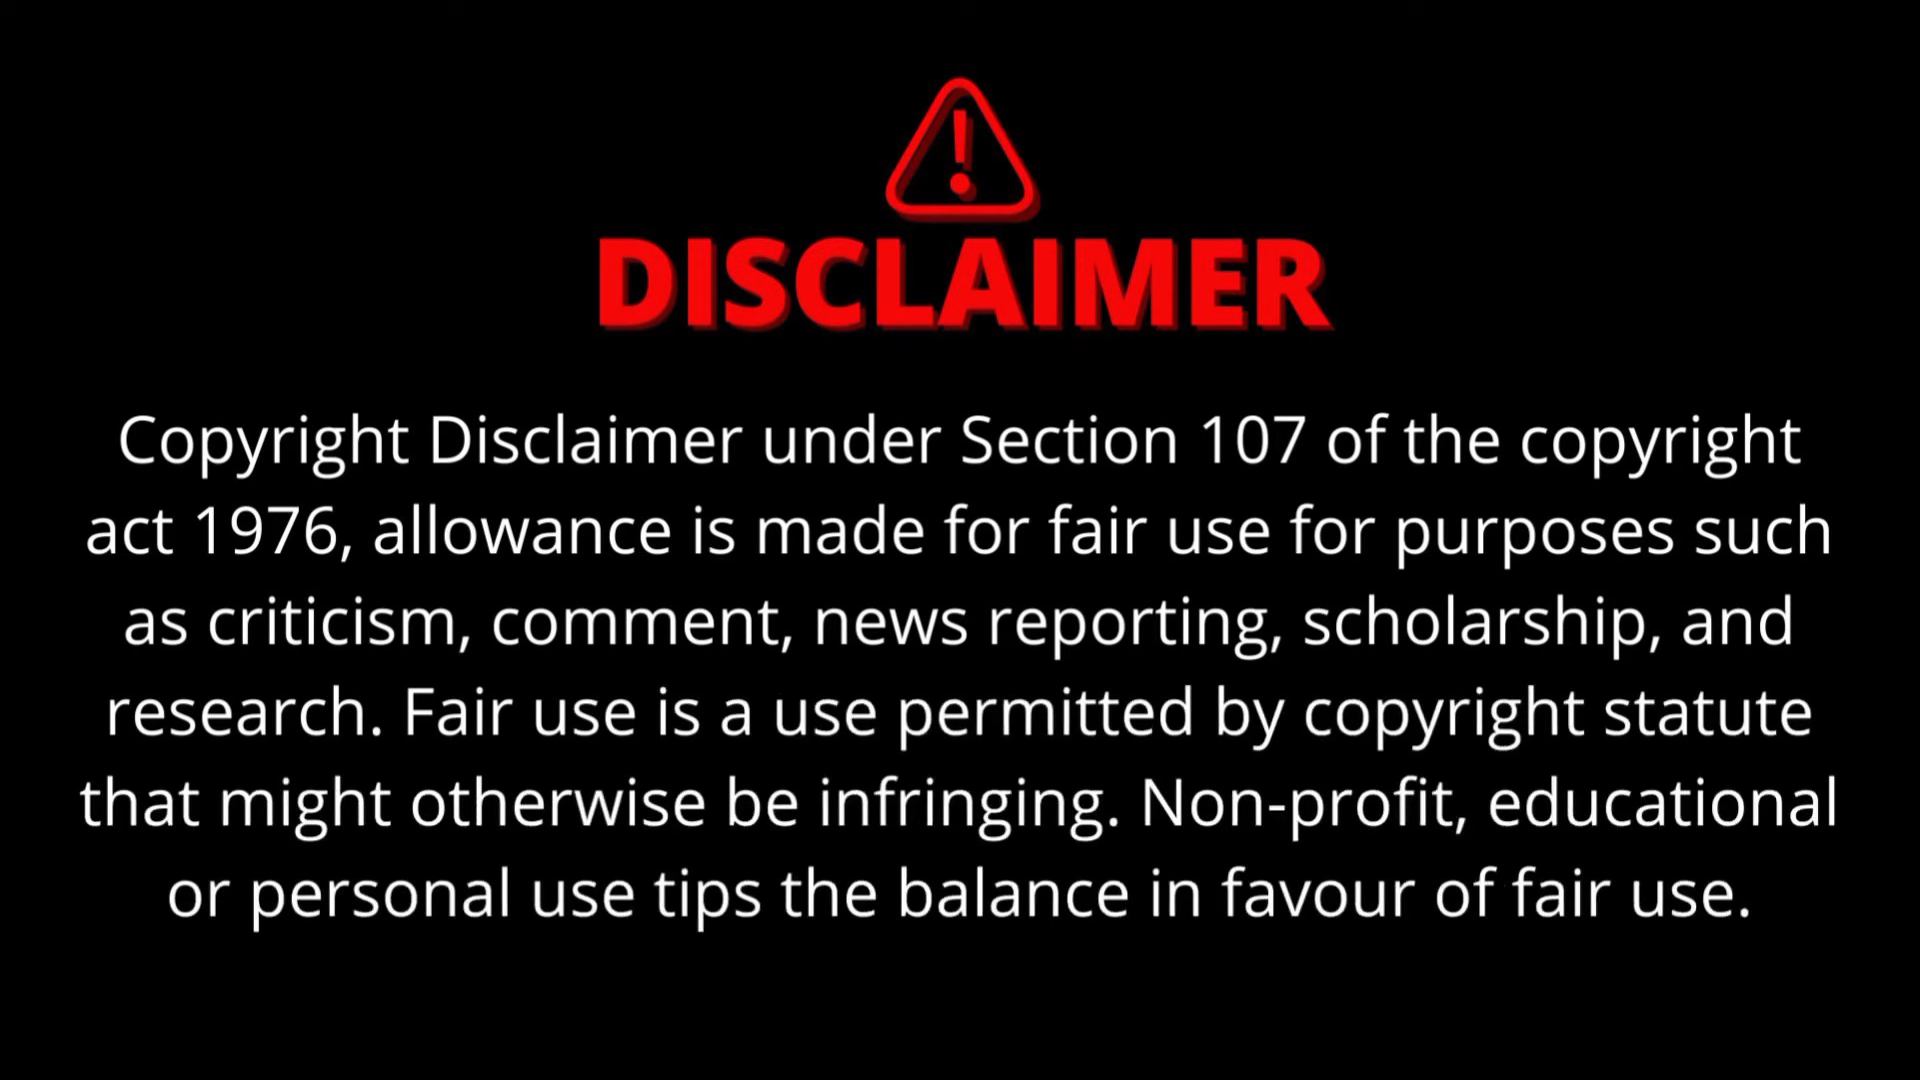 DISCLAIMER
Copyright Disclaimer under Section 107 of the copyright
act 1976, allowance is made for fair use for purposes such
as criticism, comment, news reporting, scholarship, and
research. Fair use is a use permitted by copyright statute
that might otherwise be infringing. Non-profit, educational
or personal use tips the balance in favour of fair use.